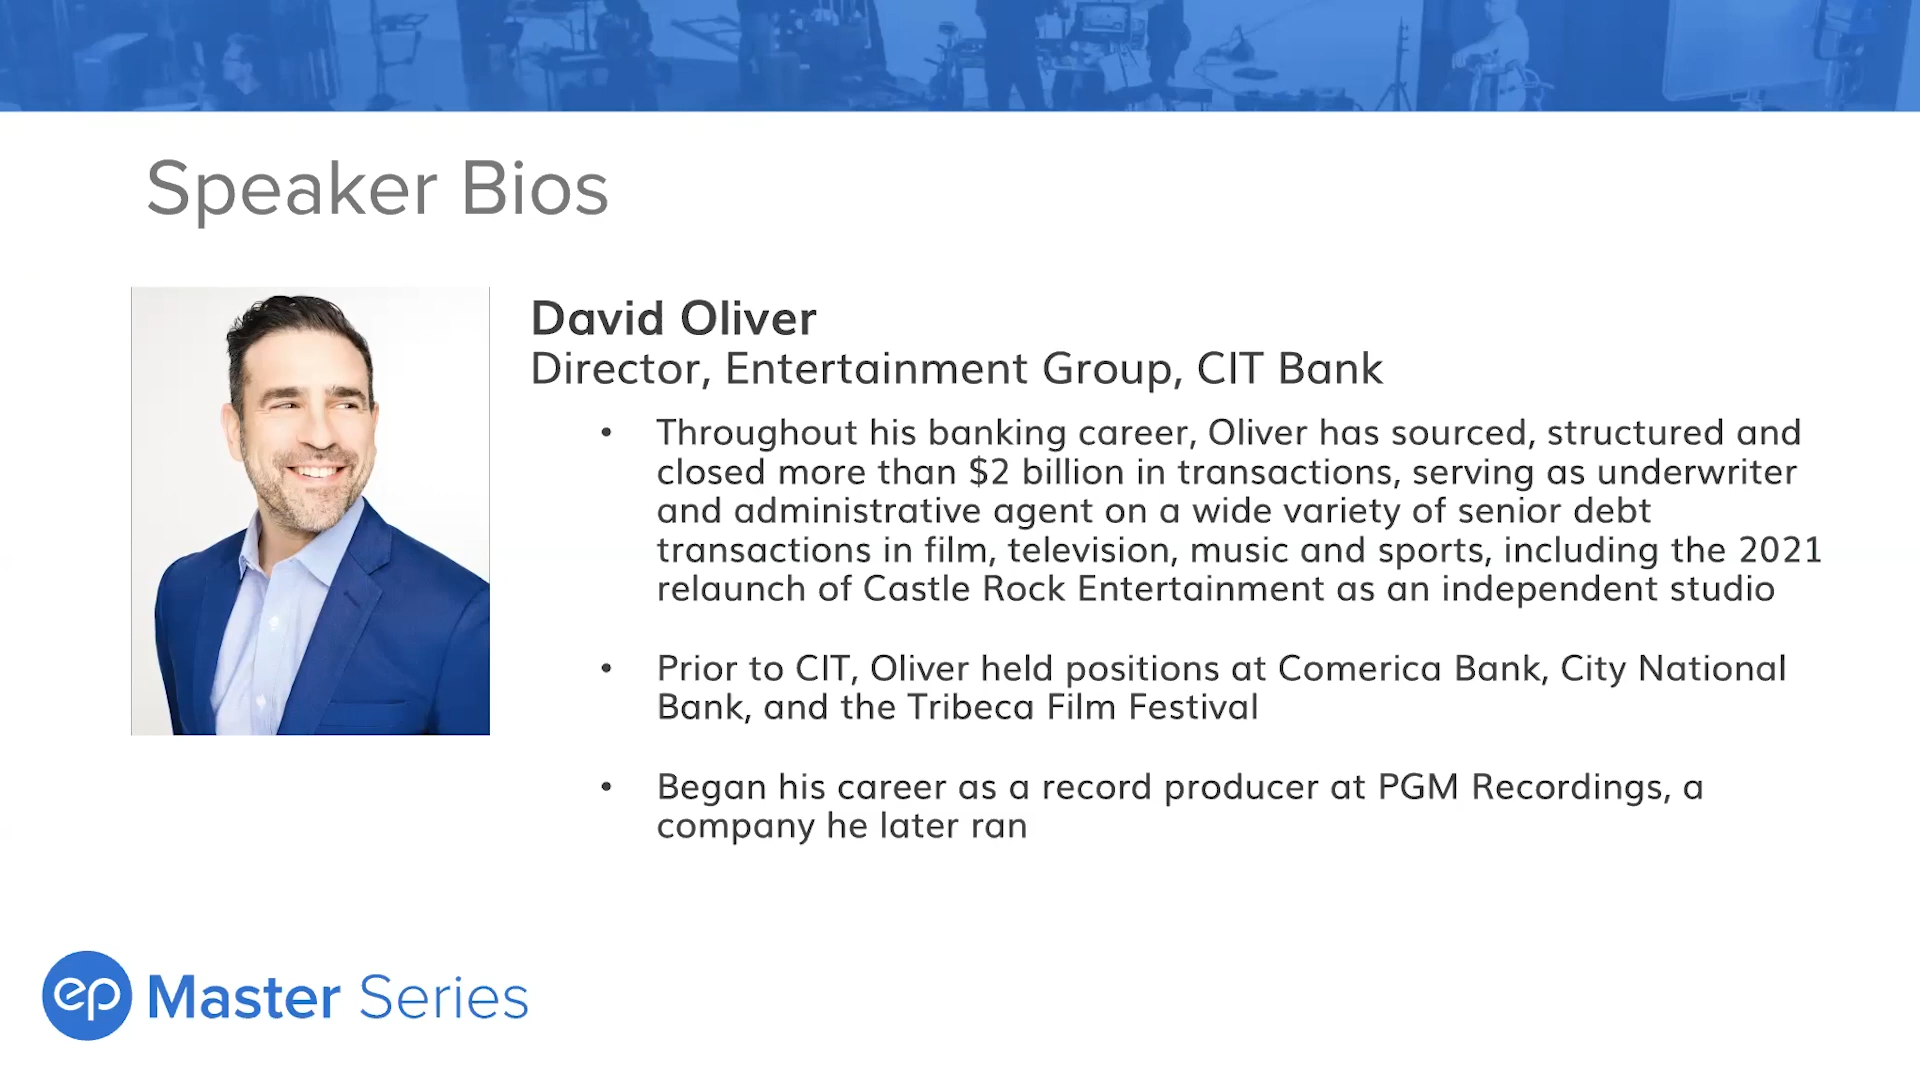 Speaker Bios
David Oliver
Director, Entertainment Group, CIT Bank
• Throughout his banking career, Oliver has sourced, structured and
closed more than $2 billion in transactions, serving as underwriter
and administrative agent on a wide variety of senior debt
transactions in film, television, music and sports, including the 2021
relaunch of Castle Rock Entertainment as an independent studio
• Prior to CIT, Oliver held positions at Comerica Bank, City National
Bank, and the Tribeca Film Festival
• Began his career as a record producer at PGM Recordings, a
company he later ran
ep Master Series